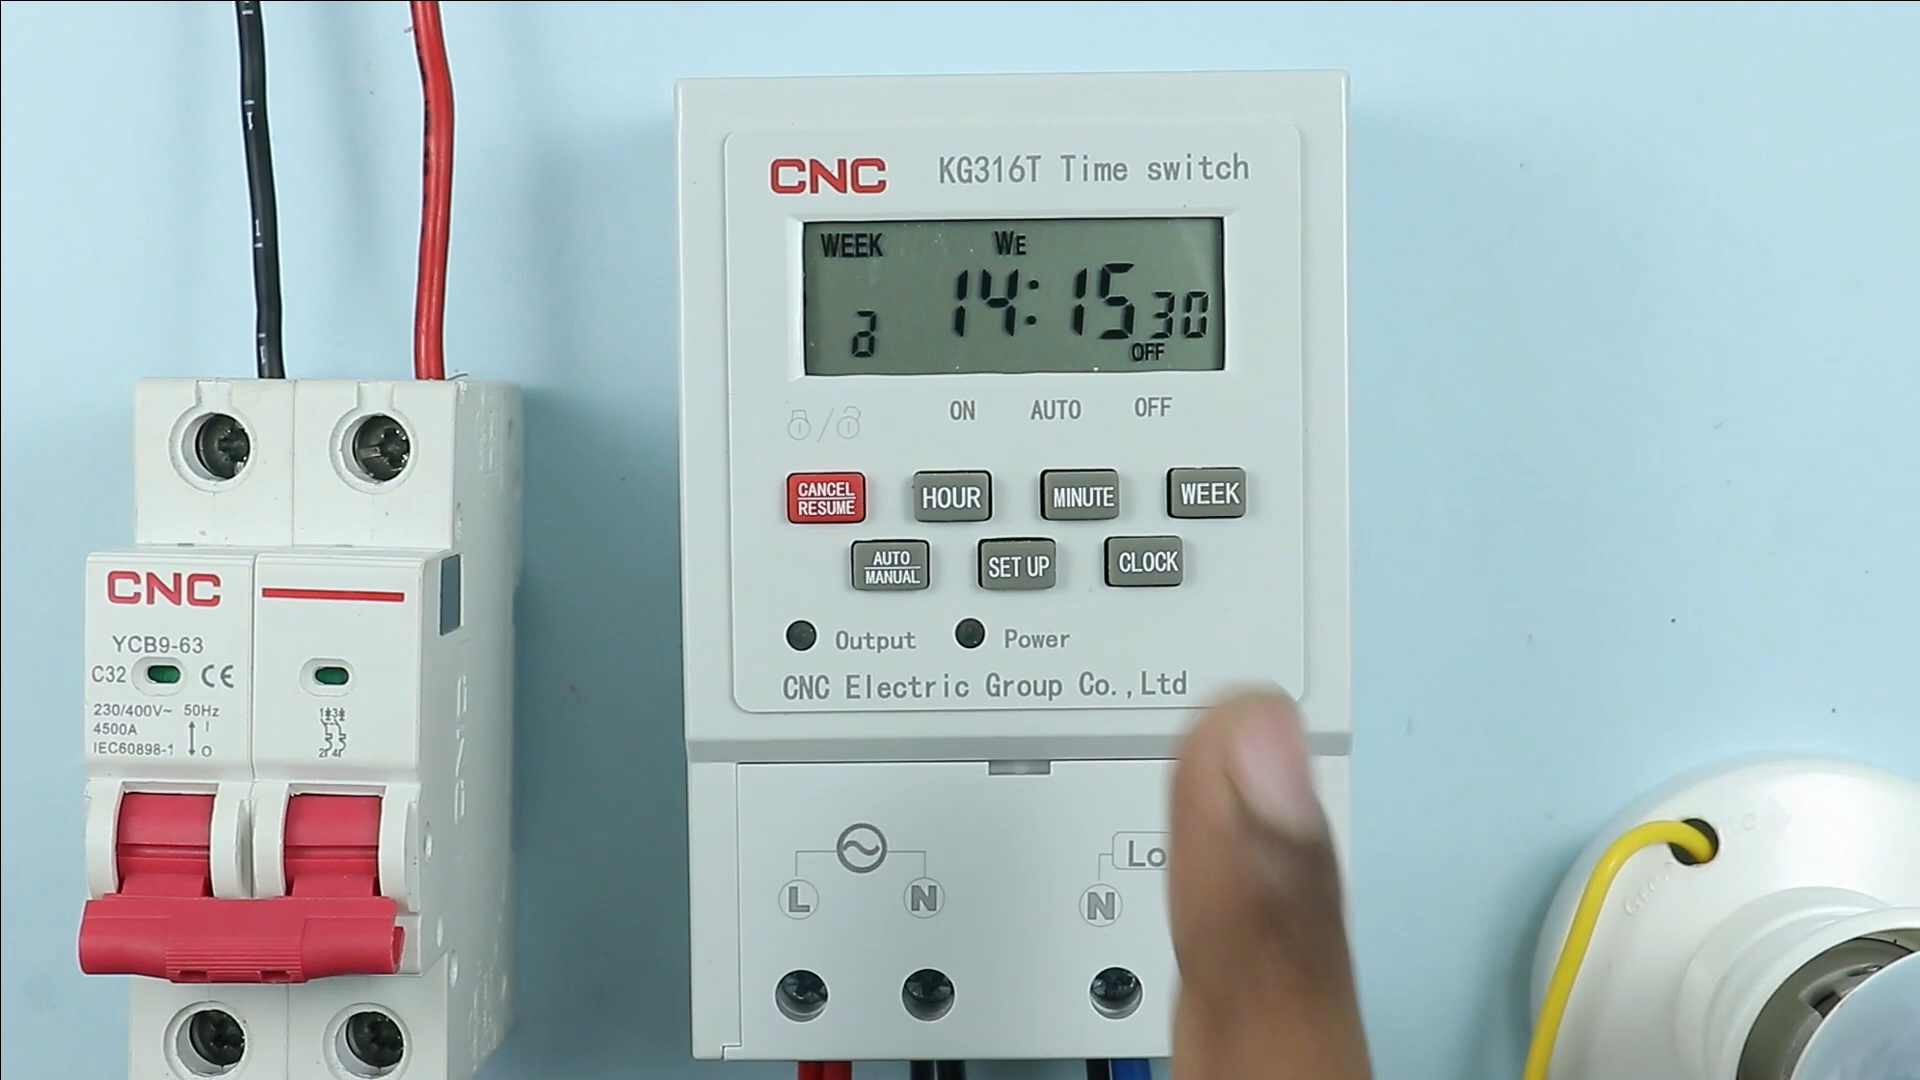 CNC KG316T Time switch
WEEK WE
14:15 30
OFF
ON AUTO OFF
CANCEL
RESUME
HOUR
MINUTE
WEEK
AUTO
MANUAL
SET UP
CLOCK
Output Power
CNC Electric Group Co.,Ltd
L N N
Lo
CNC
YCB9-63
C32 CE
230/400V~ 50Hz
4500A I
IEC60898-1 O